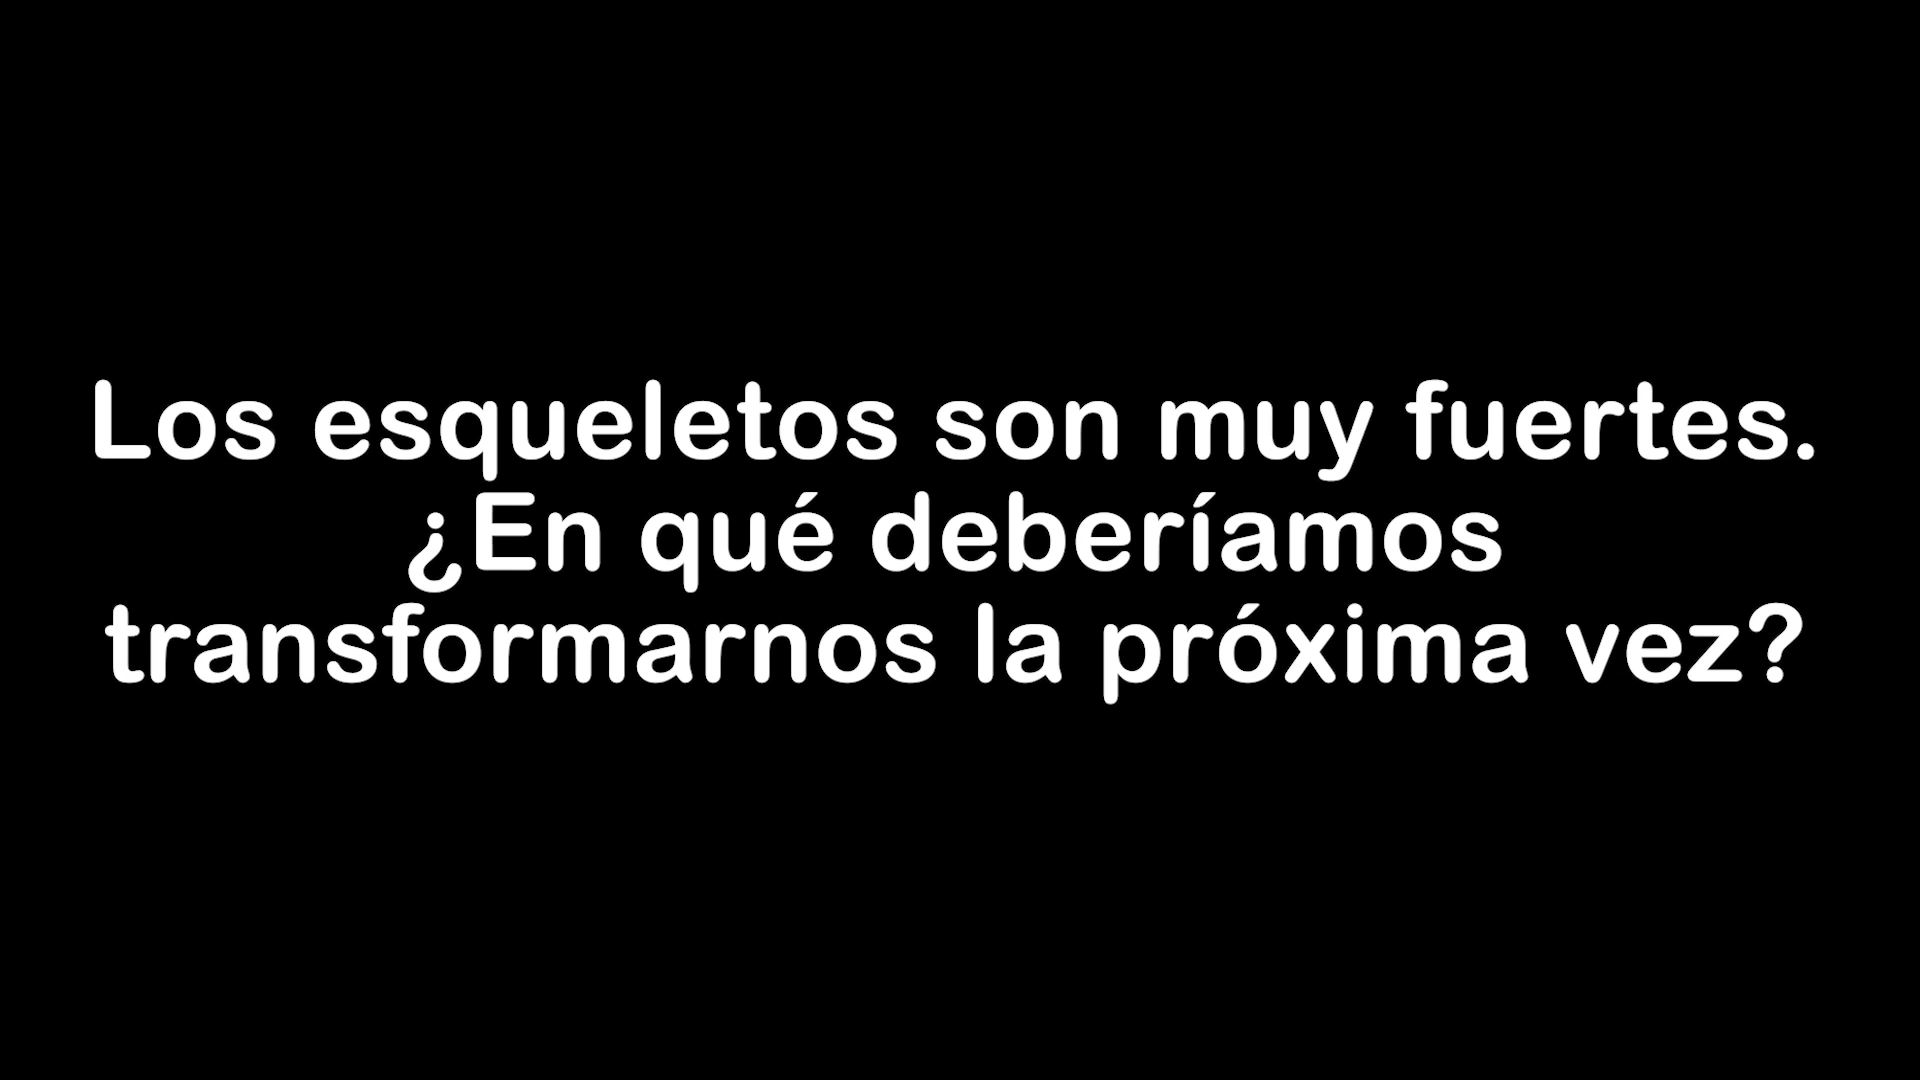 Los esqueletos son muy fuertes.
¿En qué deberíamos
transformarnos la próxima vez?